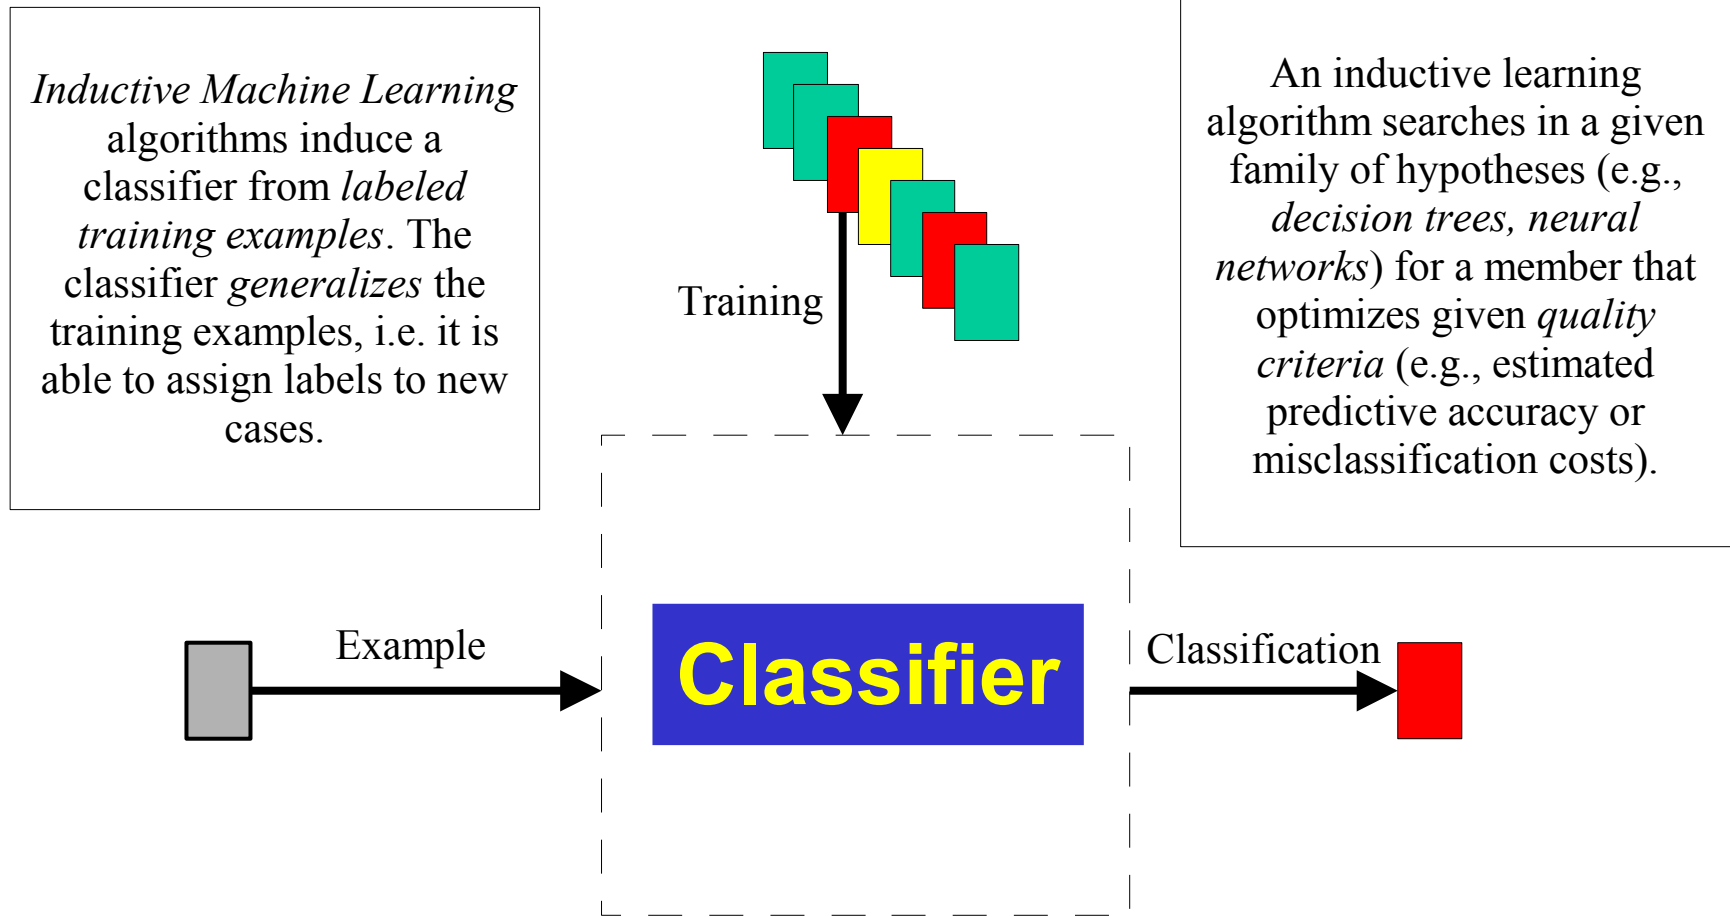 Inductive Machine Learning
algorithms induce a
classifier from labeled
training examples. The
classifier generalizes the
training examples, i.e. it is
able to assign labels to new
cases.
An inductive learning
algorithm searches in a given
family of hypotheses (e.g.,
decision trees, neural
networks) for a member that
optimizes given quality
criteria (e.g., estimated
predictive accuracy or
misclassification costs).
Training
Example
Classifier
Classification